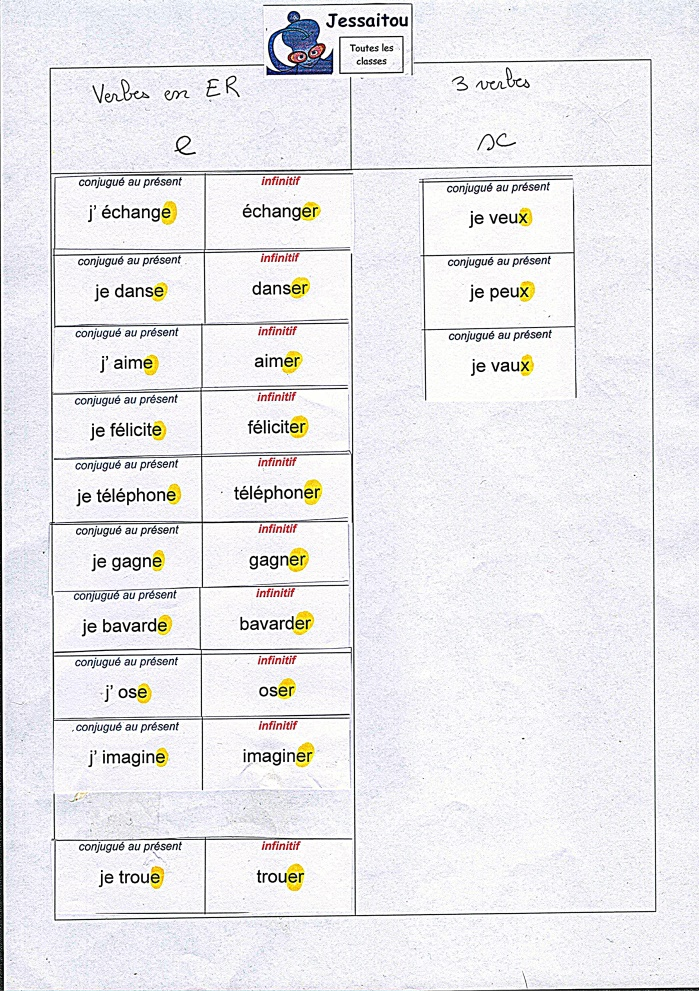 Jessaitou
Toutes les
classes
Verbes en ER
3 verbes
e
x
conjugué au présent infinitif
j' échange échanger
conjugué au présent infinitif
je danse danser
conjugué au présent infinitif
j' aime aimer
conjugué au présent infinitif
je félicite féliciter
conjugué au présent infinitif
je téléphone téléphoner
conjugué au présent infinitif
je gagne gagner
conjugué au présent infinitif
je bavarde bavarder
conjugué au présent infinitif
j' ose oser
conjugué au présent infinitif
j' imagine imaginer
conjugué au présent infinitif
je troue trouer
conjugué au présent
je veux
conjugué au présent
je peux
conjugué au présent
je vaux